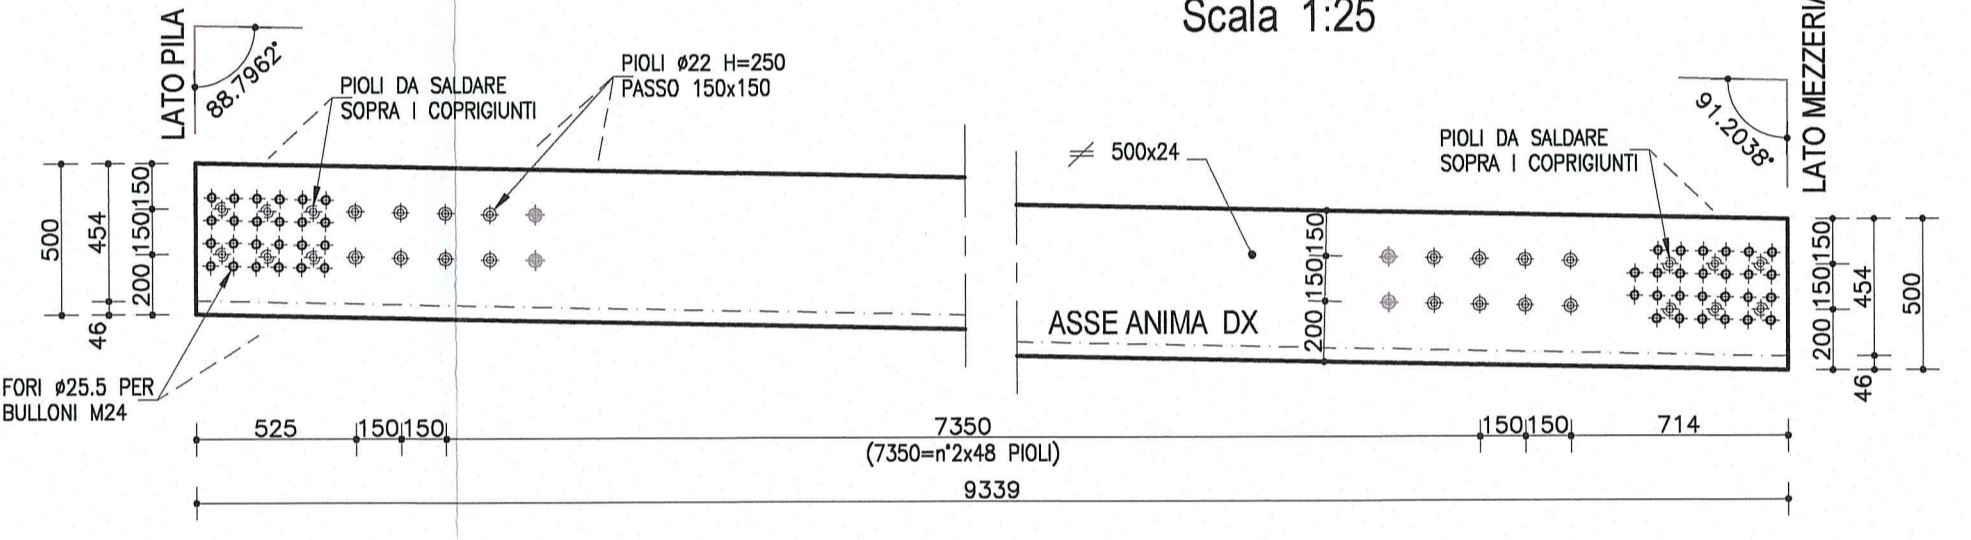 Scala 1:25
LATO PILA
88.7962°
PIOLI DA SALDARE
SOPRA I COPRIGIUNTI
PIOLI ø22 H=250
PASSO 150x150
500x24
PIOLI DA SALDARE
SOPRA I COPRIGIUNTI
91.2038°
LATO MEZZERIA
500
454
46
150
150
200
150
150
200
ASSE ANIMA DX
150
150
200
454
46
500
FORI ø25.5 PER
BULLONI M24
525
150
150
7350
(7350=n°2x48 PIOLI)
150
150
714
9339